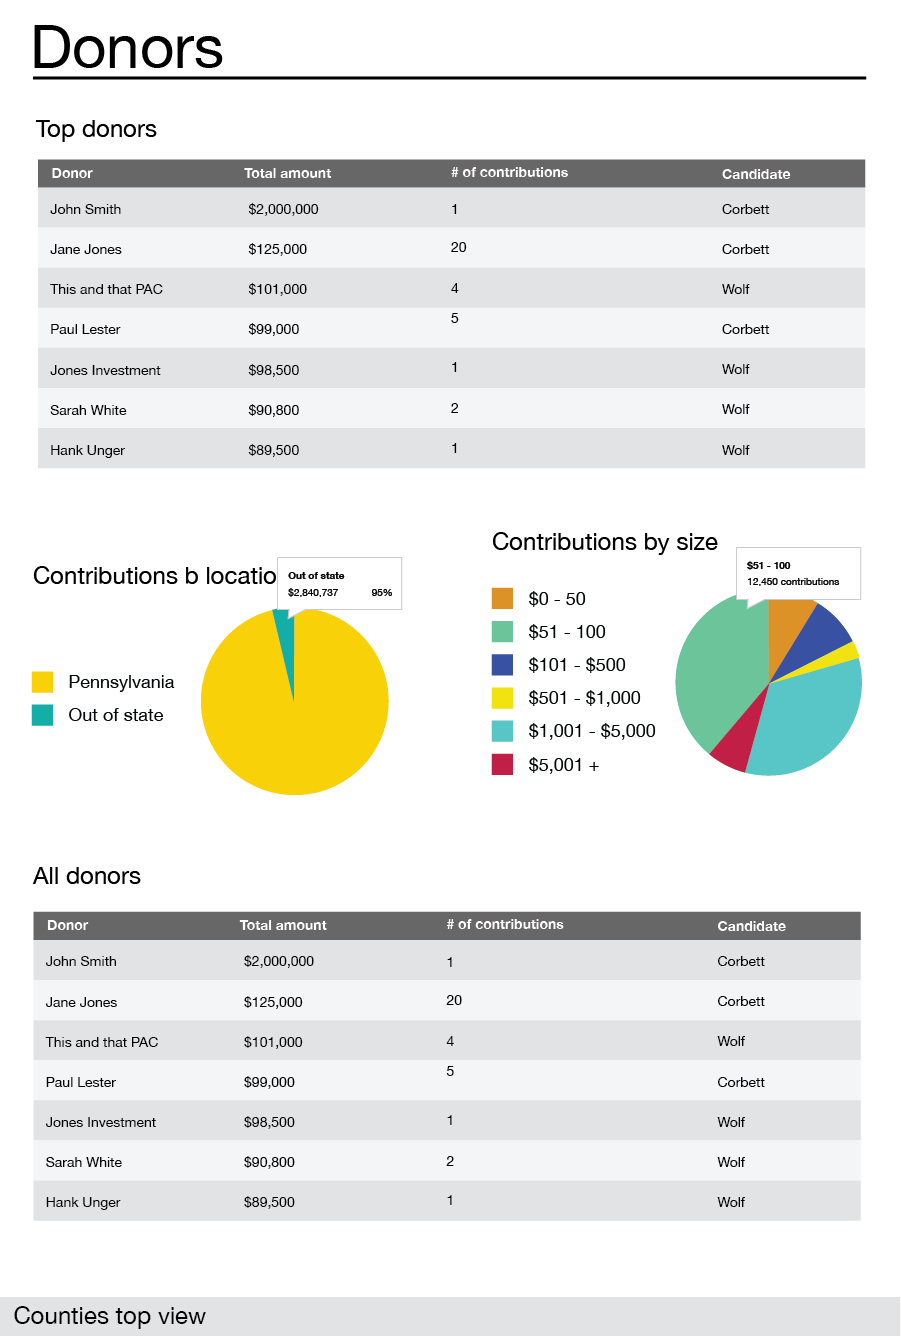 Donors
Top donors
Donor Total amount # of contributions Candidate
John Smith $2,000,000 1 Corbett
Jane Jones $125,000 20 Corbett
This and that PAC $101,000 4 Wolf
Paul Lester $99,000 5 Corbett
Jones Investment $98,500 1 Wolf
Sarah White $90,800 2 Wolf
Hank Unger $89,500 1 Wolf
Contributions b locatio
Out of state
$2,840,737 95%
Pennsylvania
Out of state
Contributions by size
$51 - 100
12,450 contributions
$0 - 50
$51 - 100
$101 - $500
$501 - $1,000
$1,001 - $5,000
$5,001 +
All donors
Donor Total amount # of contributions Candidate
John Smith $2,000,000 1 Corbett
Jane Jones $125,000 20 Corbett
This and that PAC $101,000 4 Wolf
Paul Lester $99,000 5 Corbett
Jones Investment $98,500 1 Wolf
Sarah White $90,800 2 Wolf
Hank Unger $89,500 1 Wolf
Counties top view